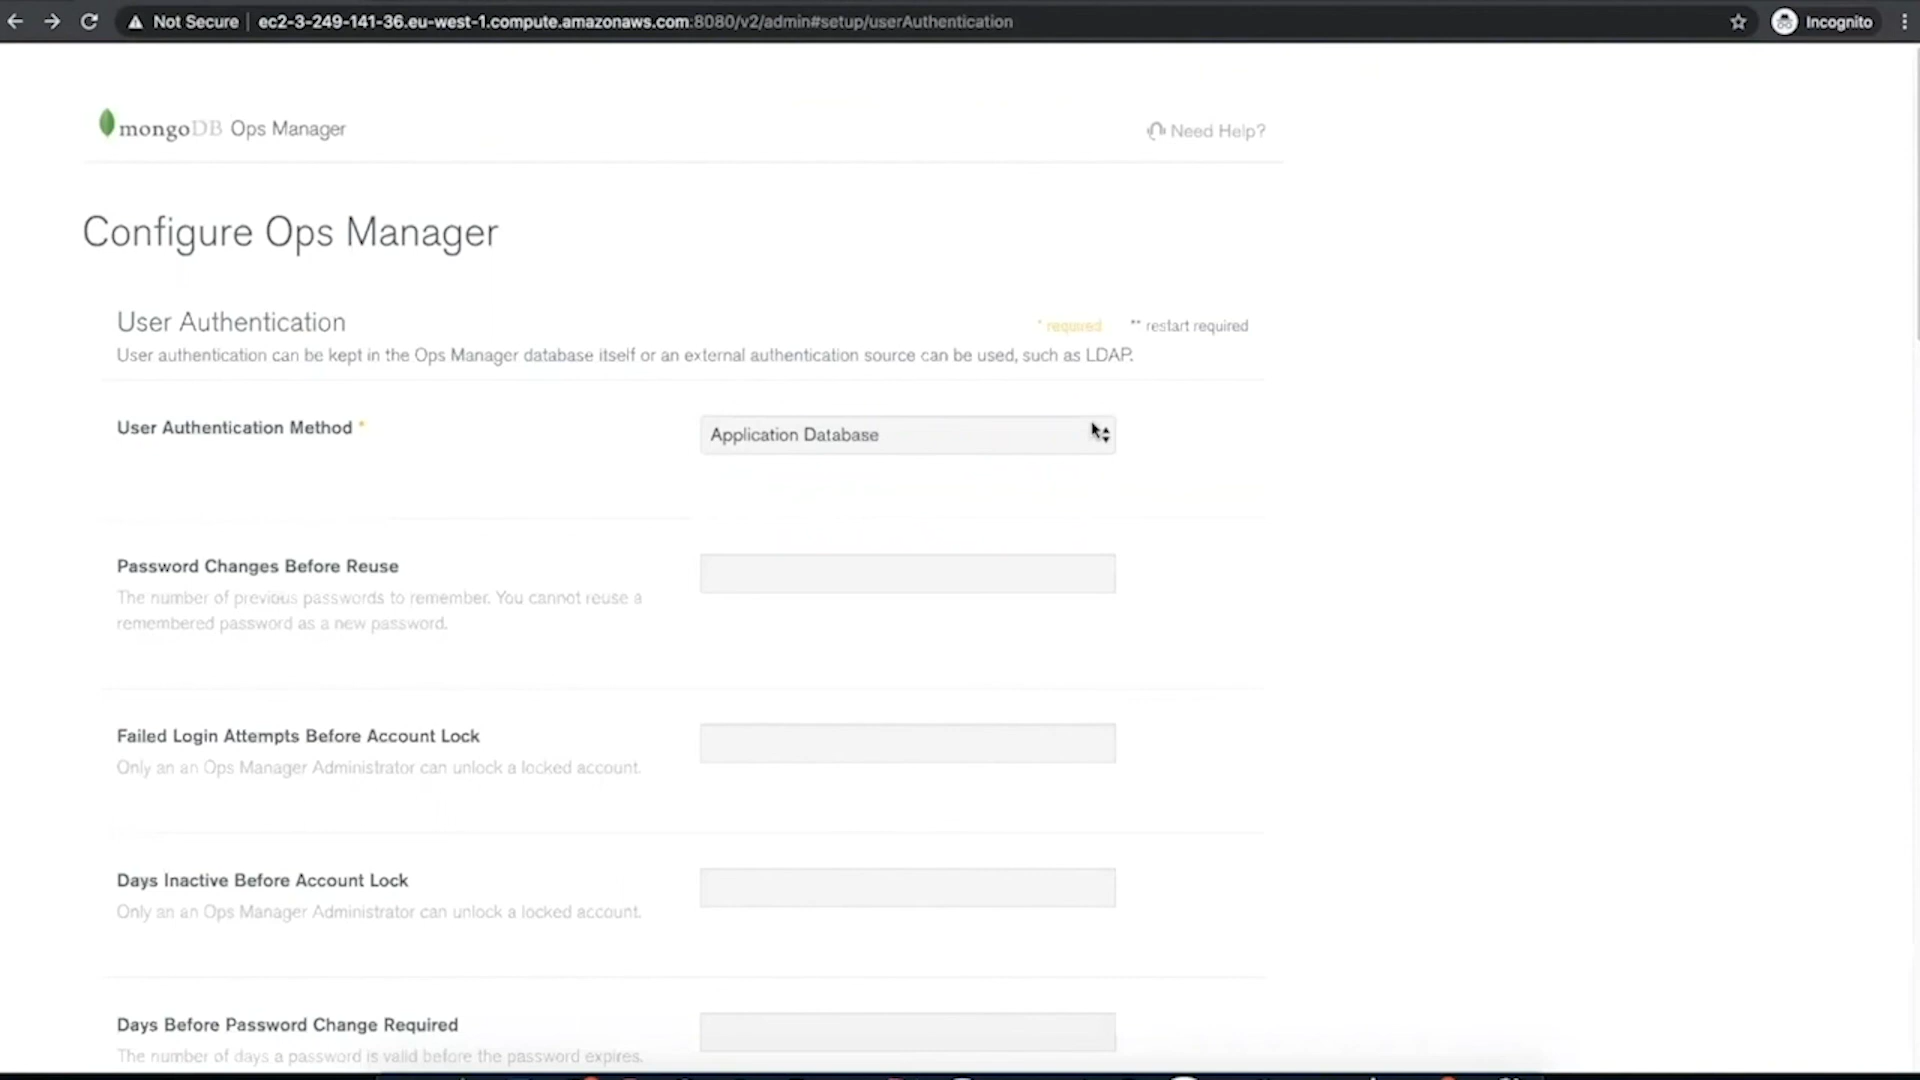 Not Secure | ec2-3-249-141-36.eu-west-1.compute.amazonaws.com:8080/v2/admin#setup/userAuthentication
Incognito
mongoDB Ops Manager
Need Help?
Configure Ops Manager
User Authentication
* required
** restart required
User authentication can be kept in the Ops Manager database itself or an external authentication source can be used, such as LDAP.
User Authentication Method *
Application Database
Password Changes Before Reuse
The number of previous passwords to remember. You cannot reuse a
remembered password as a new password.
Failed Login Attempts Before Account Lock
Only an an Ops Manager Administrator can unlock a locked account.
Days Inactive Before Account Lock
Only an an Ops Manager Administrator can unlock a locked account.
Days Before Password Change Required
The number of days a password is valid before the password expires.